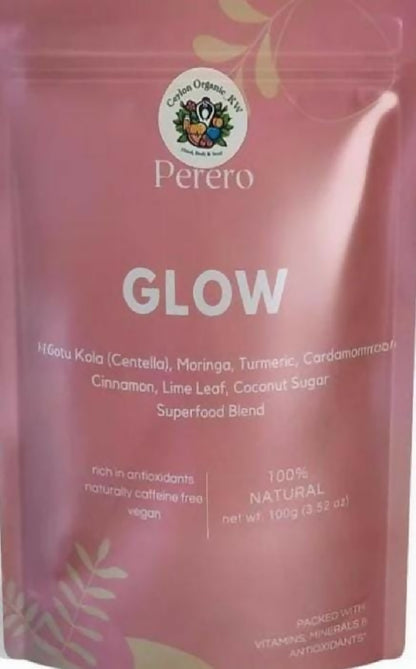 Ceylon Organic KW
Mind, Body & Soul
Perero
GLOW
Gotu Kola (Centella), Moringa, Turmeric,
Cinnamon, Lime Leaf, Coconut Sugar
Superfood Blend
rich in antioxidants
naturally caffeine free
vegan
100%
NATURAL
net wt. 100g (3.52 oz)
PACKED WITH
VITAMINS, MINERALS &
ANTIOXIDANTS*